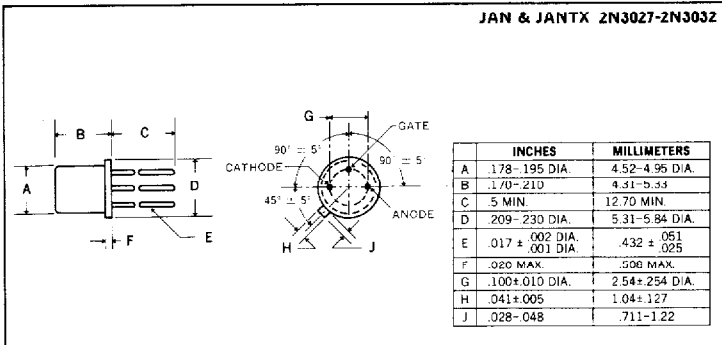 JAN & JANTX 2N3027-2N3032
B
C
A
D
F
E
G
GATE
90° ± 5°
90° ± 5°
CATHODE
45° ± 5°
ANODE
H
J
INCHES MILLIMETERS
A .178-.195 DIA. 4.52-4.95 DIA.
B .170-.210 4.31-5.33
C .5 MIN. 12.70 MIN.
D .209-.230 DIA. 5.31-5.84 DIA.
E .017 ± .002 DIA. .001 DIA. .432 ± .051 .025
F .020 MAX. .508 MAX.
G .100±.010 DIA. 2.54±.254 DIA.
H .041±.005 1.04±.127
J .028-.048 .711-1.22